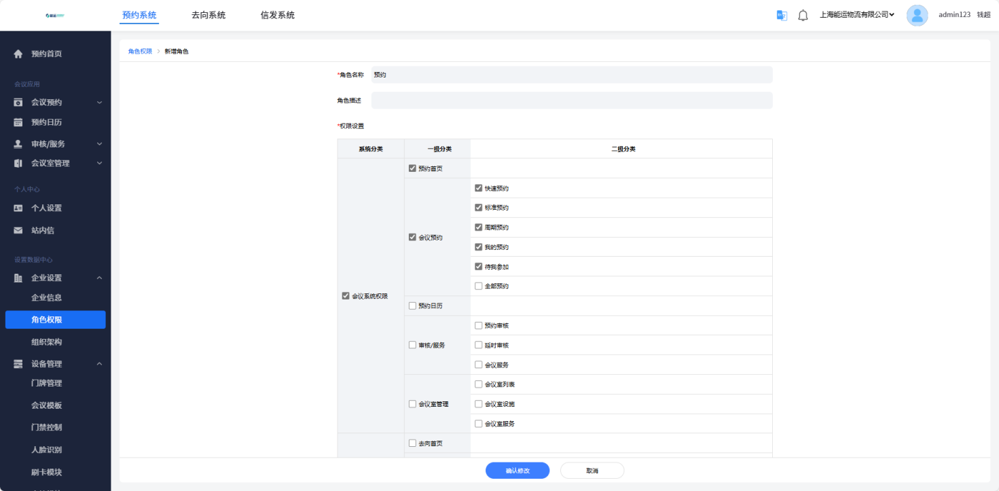 能运
预约系统 去向系统 信发系统 上海能运物流有限公司 admin123 钱超
预约首页
会议应用
会议预约
预约日历
审核/服务
会议室管理
个人中心
个人设置
站内信
设置数据中心
企业设置
企业信息
角色权限
组织架构
设备管理
门牌管理
会议模板
门禁控制
人脸识别
刷卡模块
角色权限 > 新增角色
*角色名称 预约
角色描述
*权限设置
系统分类 一级分类 二级分类
会议系统权限
预约首页
会议预约
快速预约
标准预约
周期预约
我的预约
待我参加
全部预约
预约日历
审核/服务
预约审核
延时审核
会议服务
会议室管理
会议室列表
会议室设施
会议室服务
去向首页
确认修改 取消